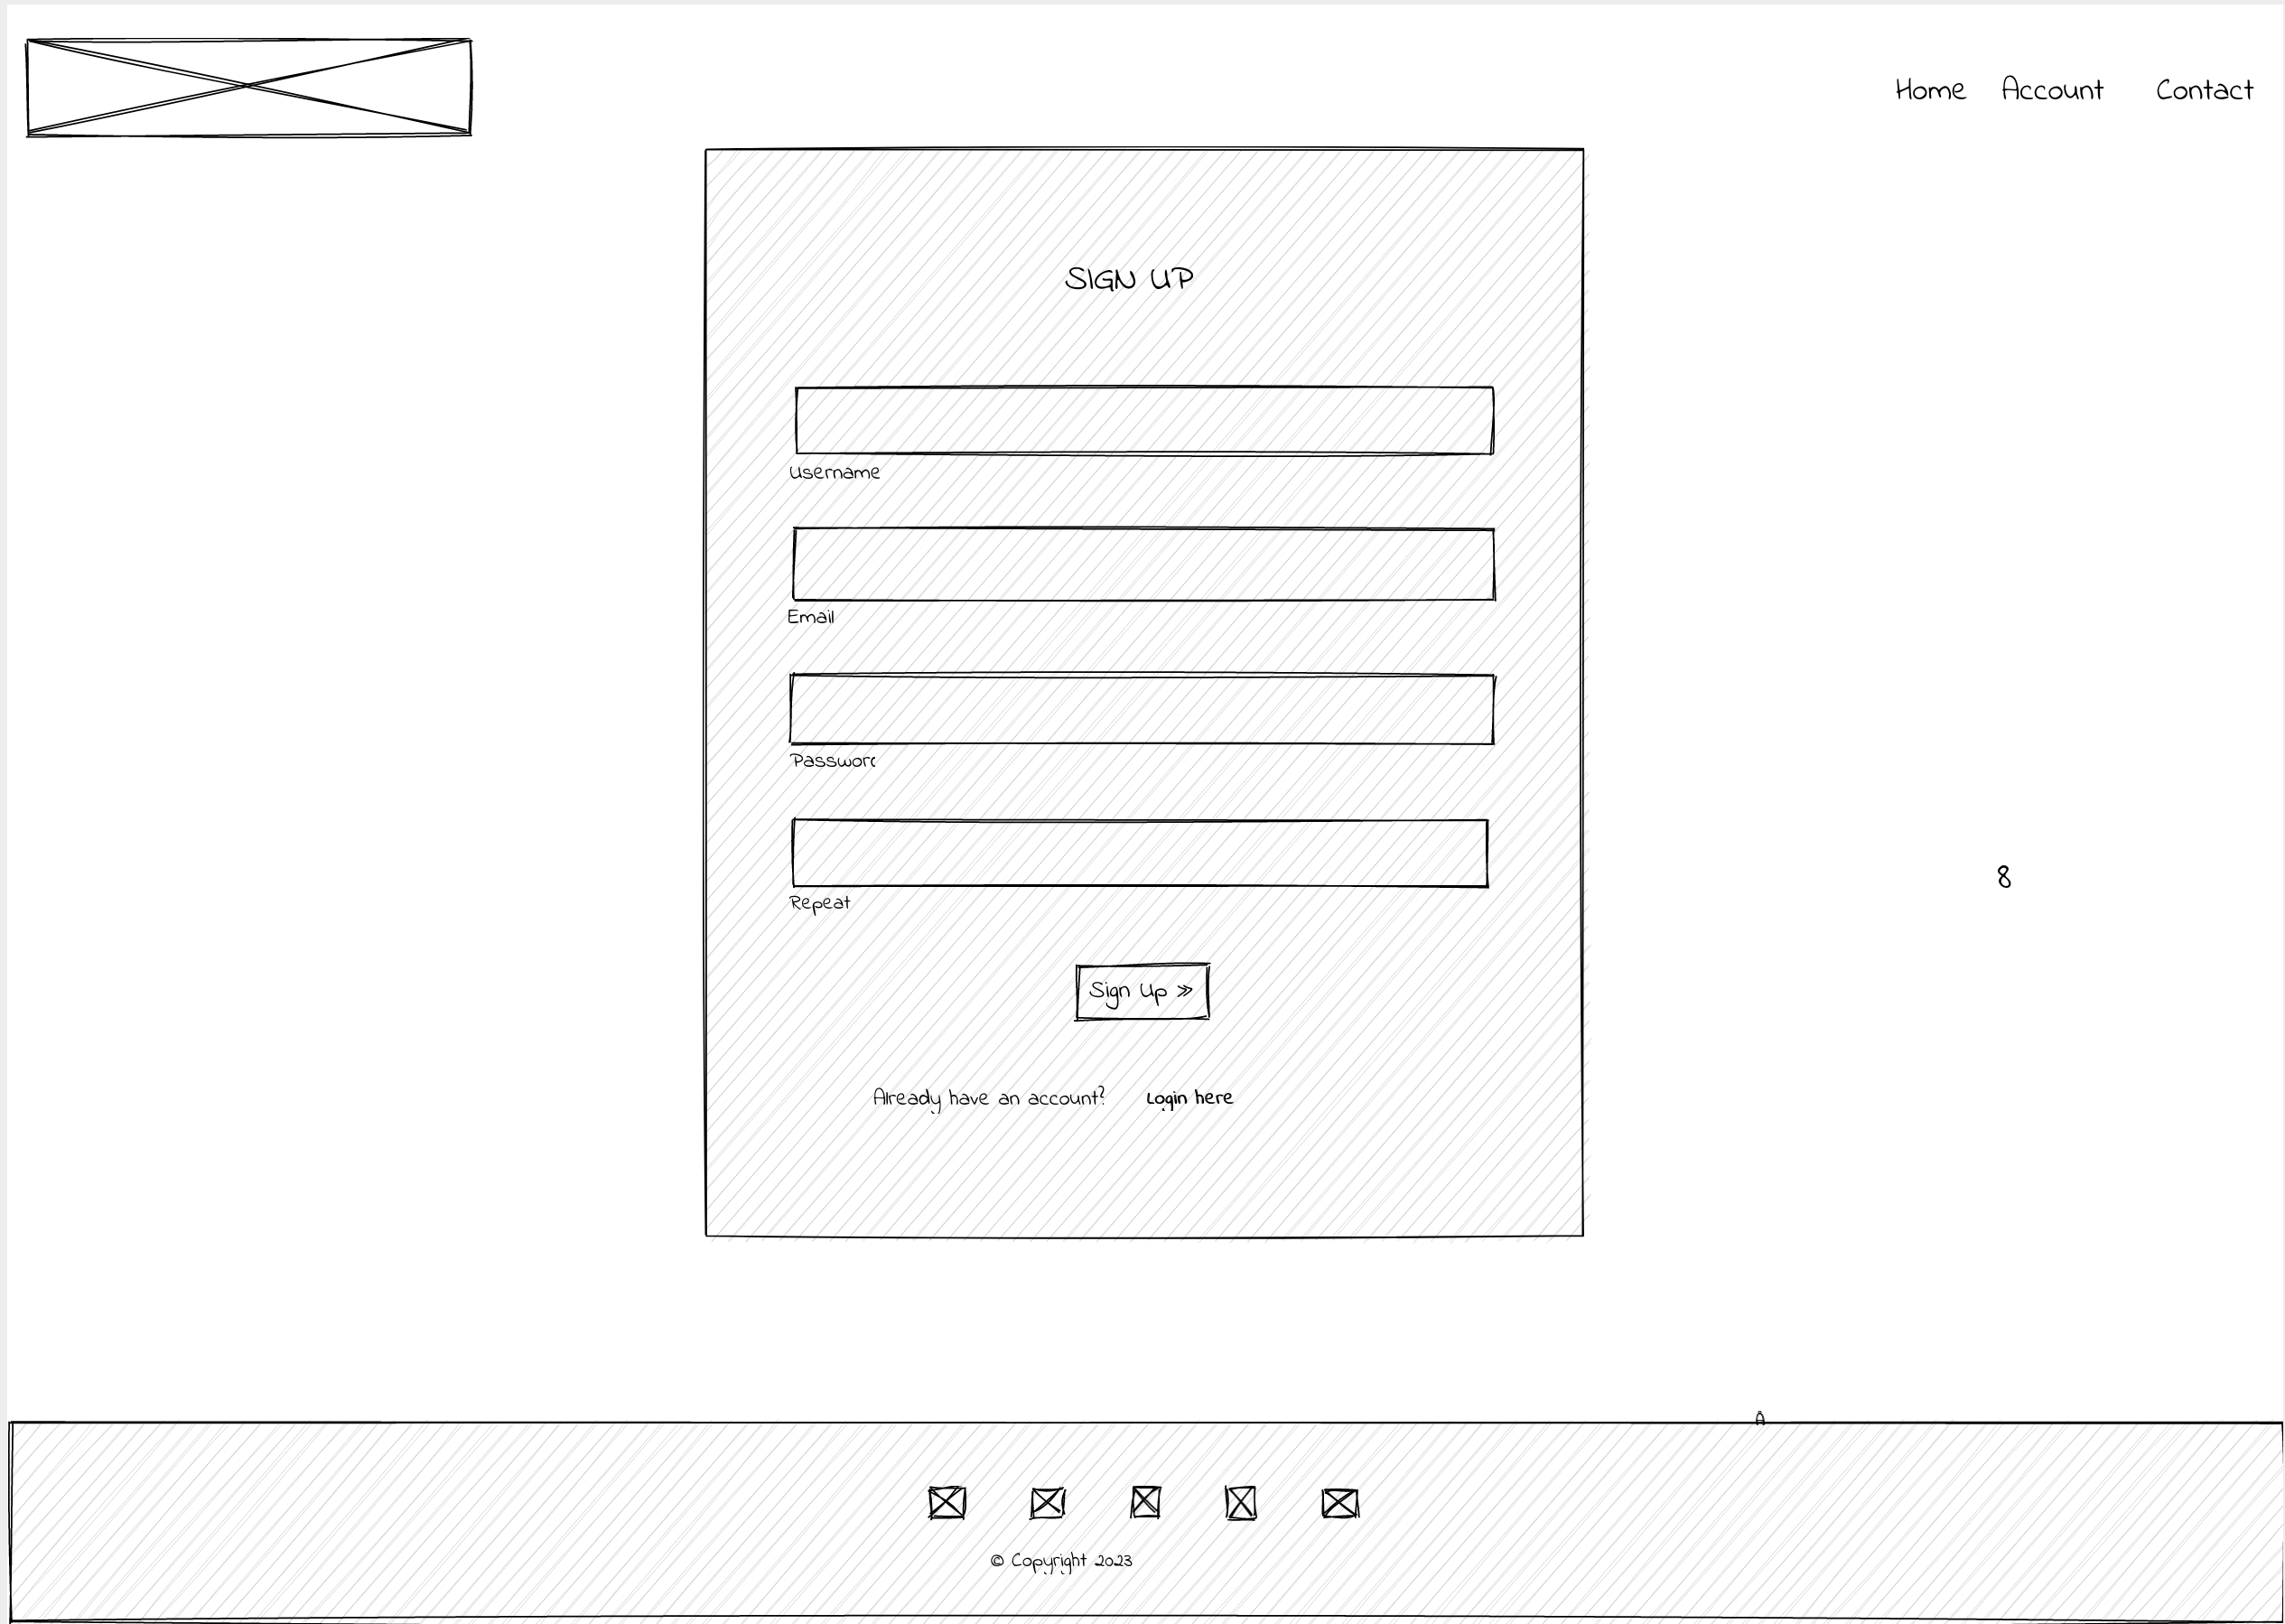 Home Account Contact
SIGN UP
Username
Email
Password
Repeat
8
Sign Up »
Already have an account? Login here
© Copyright 2023